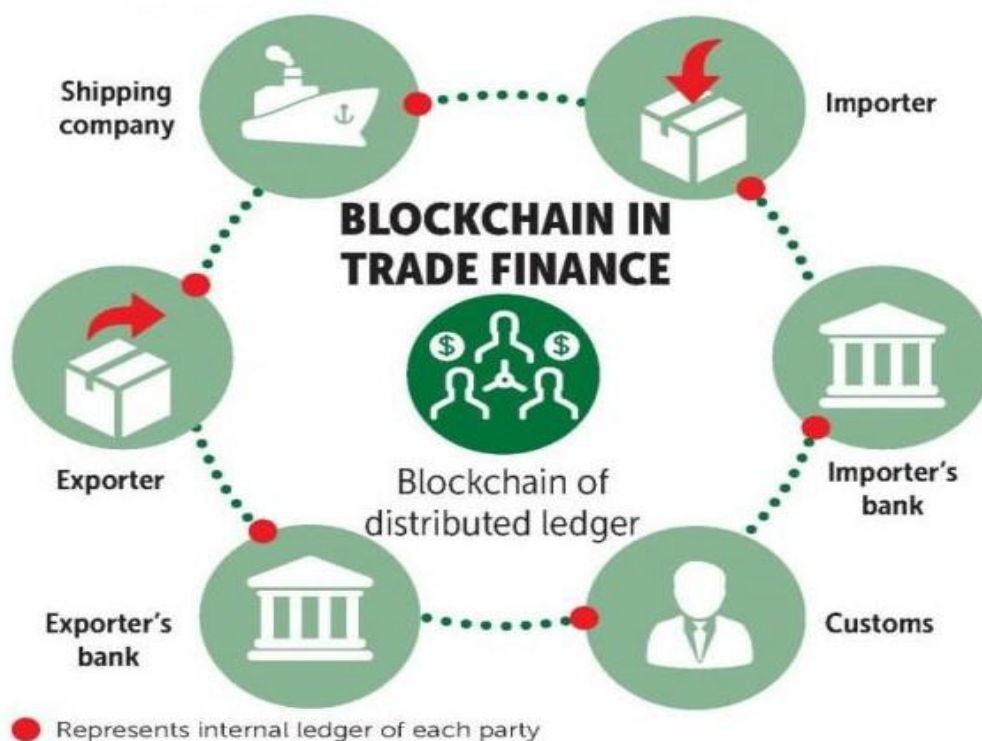 Shipping
company
Importer
BLOCKCHAIN IN
TRADE FINANCE
$ $
Exporter
Blockchain of
distributed ledger
Importer's
bank
Exporter's
bank
Customs
Represents internal ledger of each party